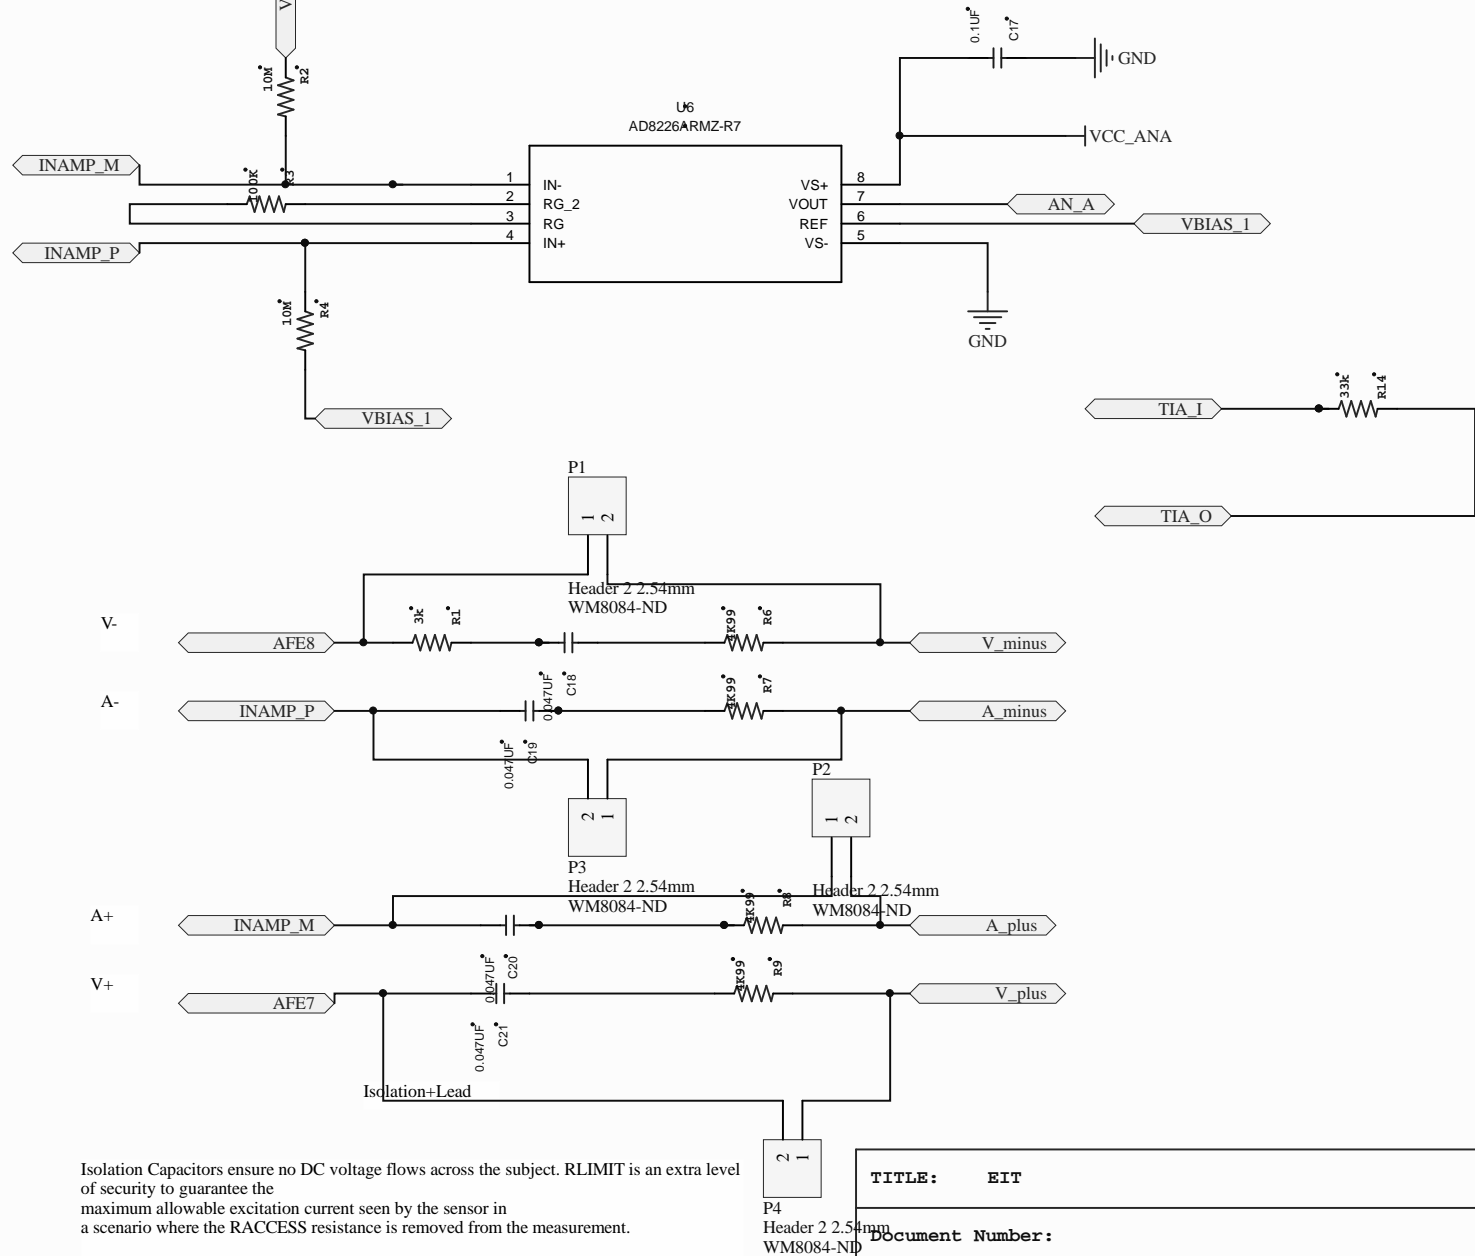 V
10M
R2
0.1UF
C17
GND
U6
AD8226ARMZ-R7
VCC_ANA
INAMP_M
100K
R3
1
IN-
VS+
8
2
RG_2
VOUT
7
AN_A
3
RG
REF
6
VBIAS_1
4
IN+
VS-
5
INAMP_P
10M
R4
GND
VBIAS_1
33k
R14
TIA_I
TIA_O
P1
1
2
Header 2 2.54mm
WM8084-ND
V-
3k
R1
4K99
R6
AFE8
V_minus
0.047UF
C18
4K99
R7
A-
INAMP_P
A_minus
0.047UF
C19
P2
1
2
2
1
P3
Header 2 2.54mm
WM8084-ND
Header 2 2.54mm
WM8084-ND
4K99
R8
A+
INAMP_M
A_plus
0.047UF
C20
4K99
R9
V+
AFE7
V_plus
0.047UF
C21
Isolation+Lead
2
1
P4
Header 2 2.54mm
WM8084-ND
Isolation Capacitors ensure no DC voltage flows across the subject. RLIMIT is an extra level
of security to guarantee the
maximum allowable excitation current seen by the sensor in
a scenario where the RACCESS resistance is removed from the measurement.
TITLE: EIT
Document Number: